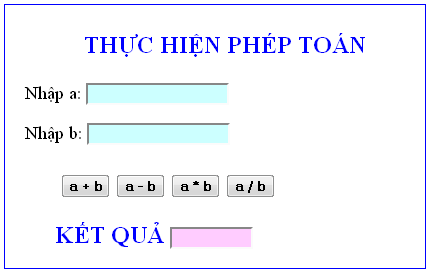 THỰC HIỆN PHÉP TOÁN
Nhập a:
Nhập b:
a + b a - b a * b a / b
KẾT QUẢ